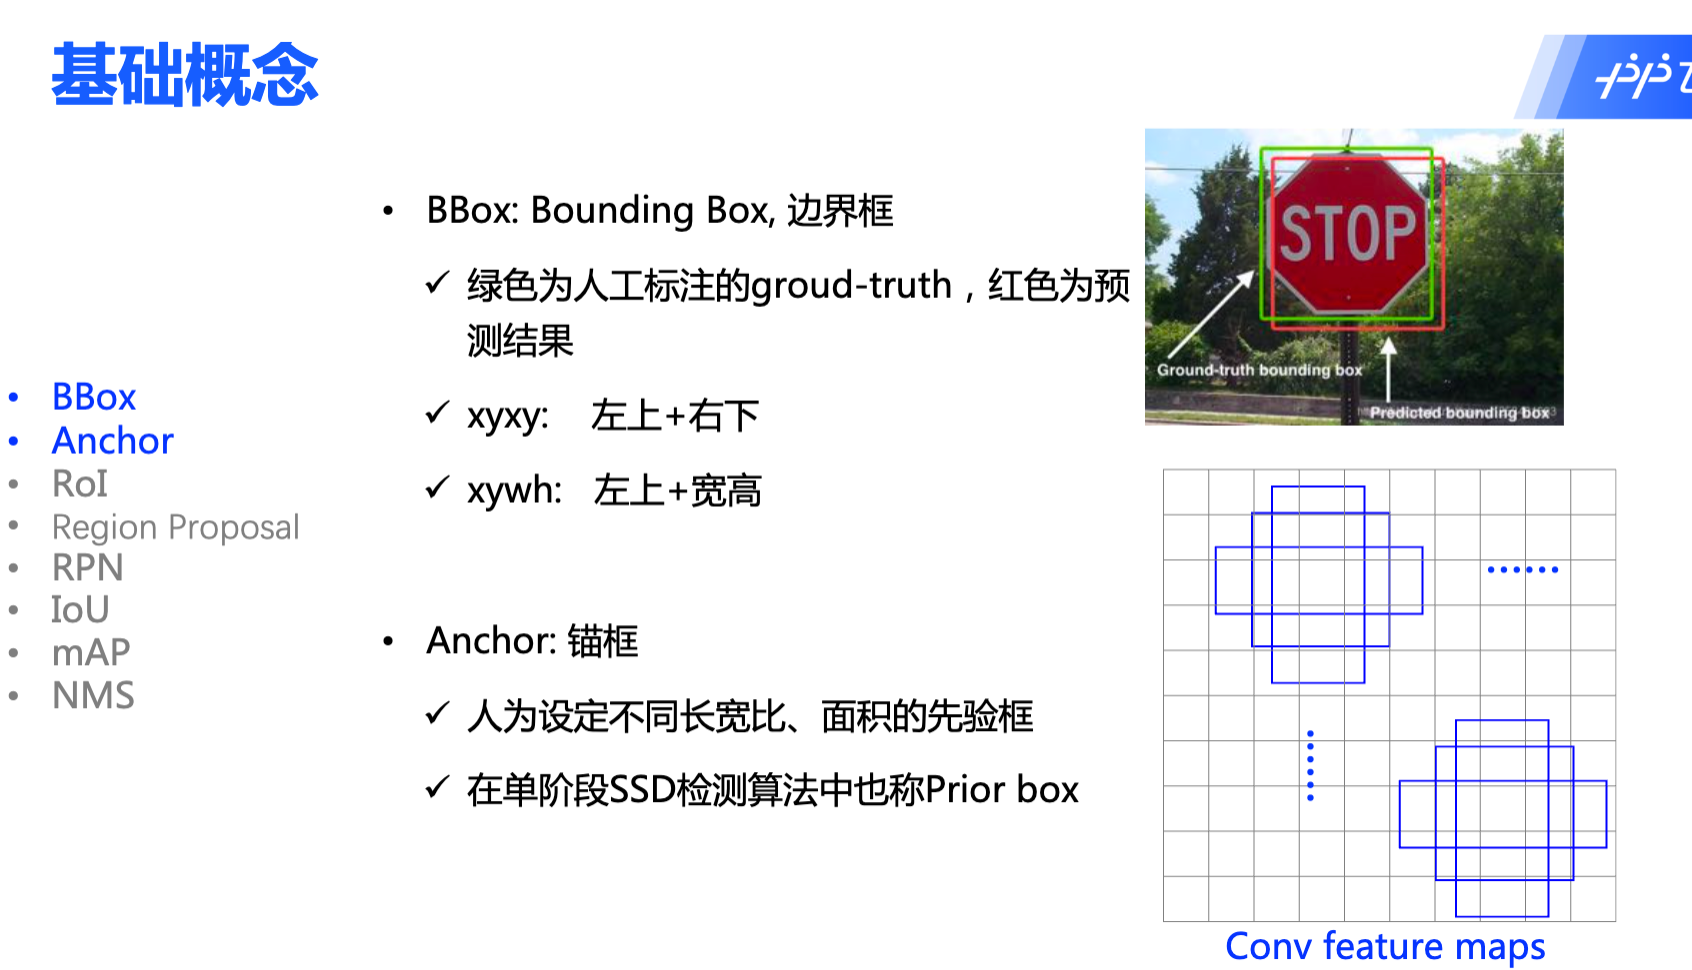 基础概念
BBox
Anchor
RoI
Region Proposal
RPN
IoU
mAP
NMS
BBox: Bounding Box, 边界框
绿色为人工标注的groud-truth，红色为预
测结果
xyxy: 左上+右下
xywh: 左上+宽高
Anchor: 锚框
人为设定不同长宽比、面积的先验框
在单阶段SSD检测算法中也称Prior box
STOP
Ground-truth bounding box
Predicted bounding box
Conv feature maps